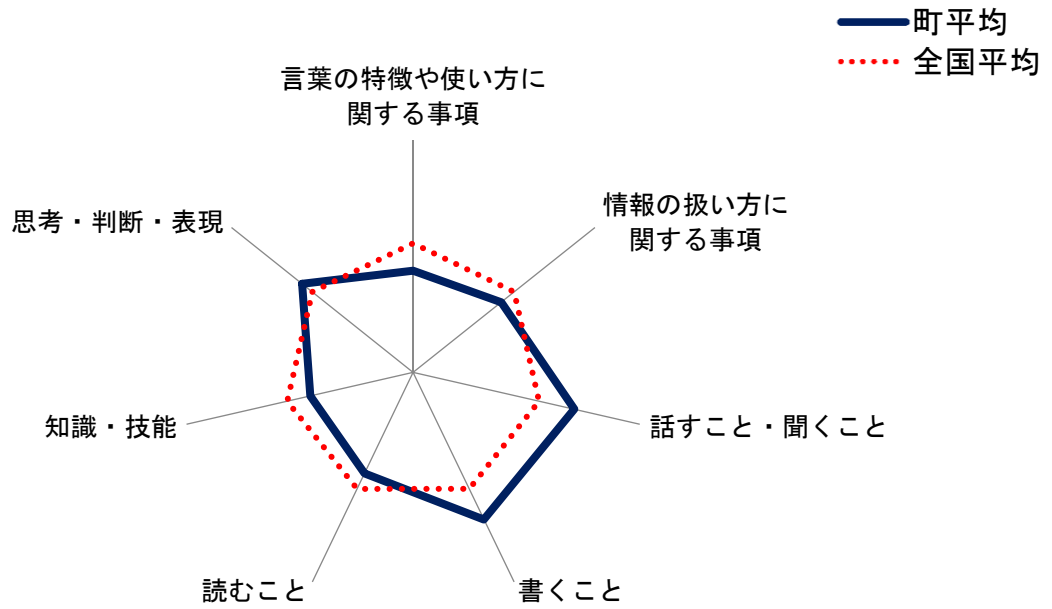 町平均
全国平均
言葉の特徴や使い方に
関する事項
情報の扱い方に
関する事項
話すこと・聞くこと
書くこと
読むこと
知識・技能
思考・判断・表現